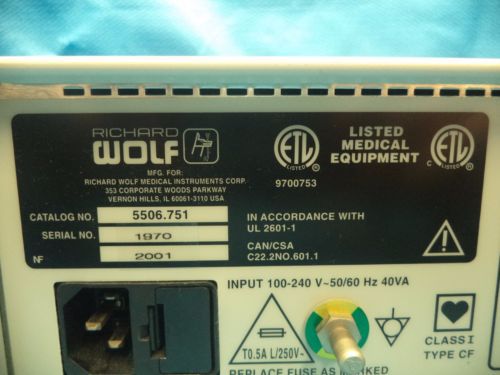 RICHARD
WOLF
MFG. FOR:
RICHARD WOLF MEDICAL INSTRUMENTS CORP.
353 CORPORATE WOODS PARKWAY
VERNON HILLS, IL 60061-3110 USA
CATALOG NO. 5506.751
SERIAL NO. 1970
NF 2001
ETL
LISTED
9700753
LISTED
MEDICAL
EQUIPMENT
C
ETL
LISTED
IN ACCORDANCE WITH
UL 2601-1
CAN/CSA
C22.2NO.601.1
INPUT 100-240 V~50/60 Hz 40VA
T0.5A L/250V~
REPLACE FUSE AS MARKED
CLASS I
TYPE CF